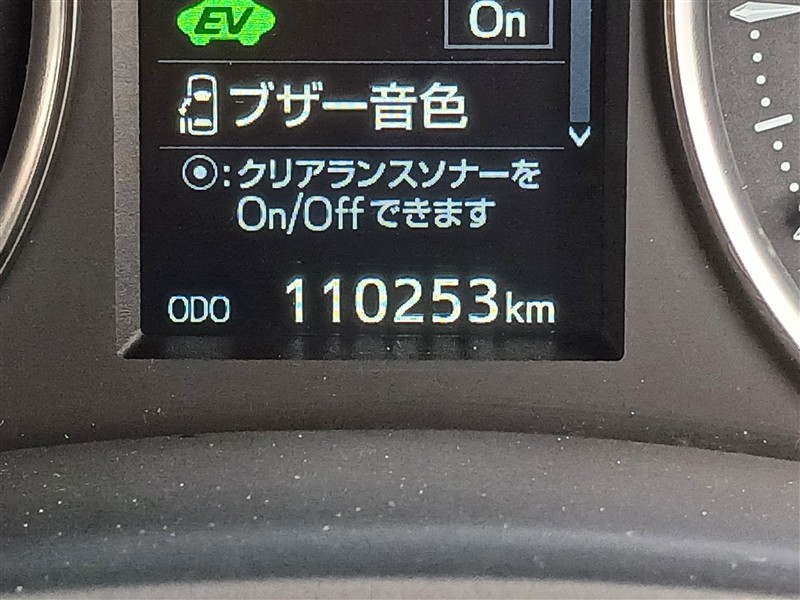 EV
On
ブザー音色
⦿:クリアランスソナーを
On/Offできます
ODO 110253km